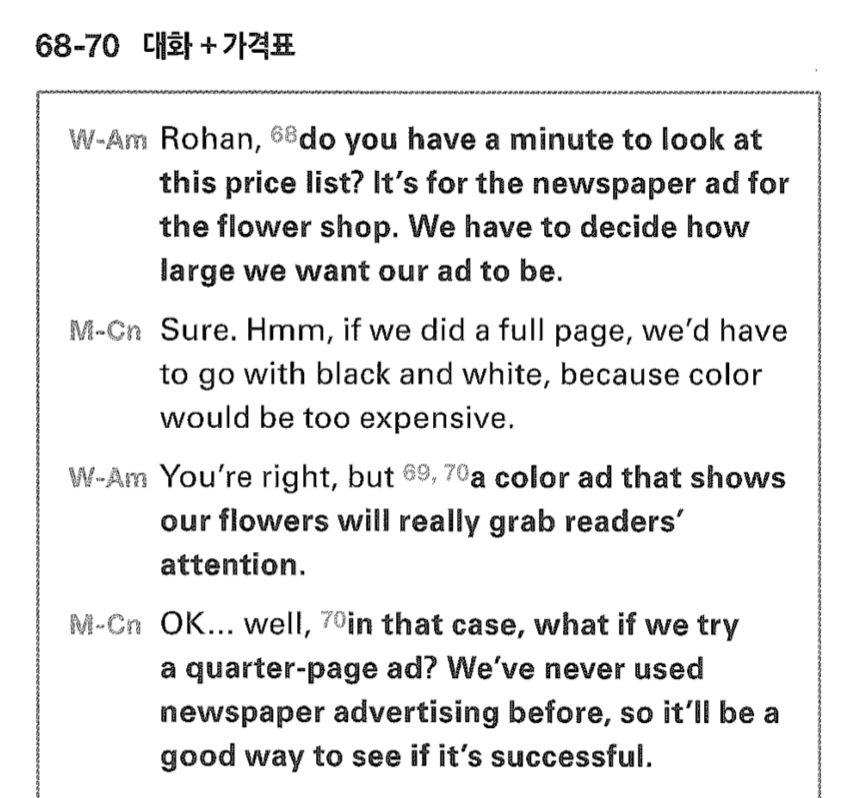 68-70 대화 + 가격표
W-Am Rohan, 68do you have a minute to look at
this price list? It's for the newspaper ad for
the flower shop. We have to decide how
large we want our ad to be.
M-Cn Sure. Hmm, if we did a full page, we'd have
to go with black and white, because color
would be too expensive.
W-Am You're right, but 69, 70a color ad that shows
our flowers will really grab readers'
attention.
M-Cn OK... well, 70in that case, what if we try
a quarter-page ad? We've never used
newspaper advertising before, so it'll be a
good way to see if it's successful.